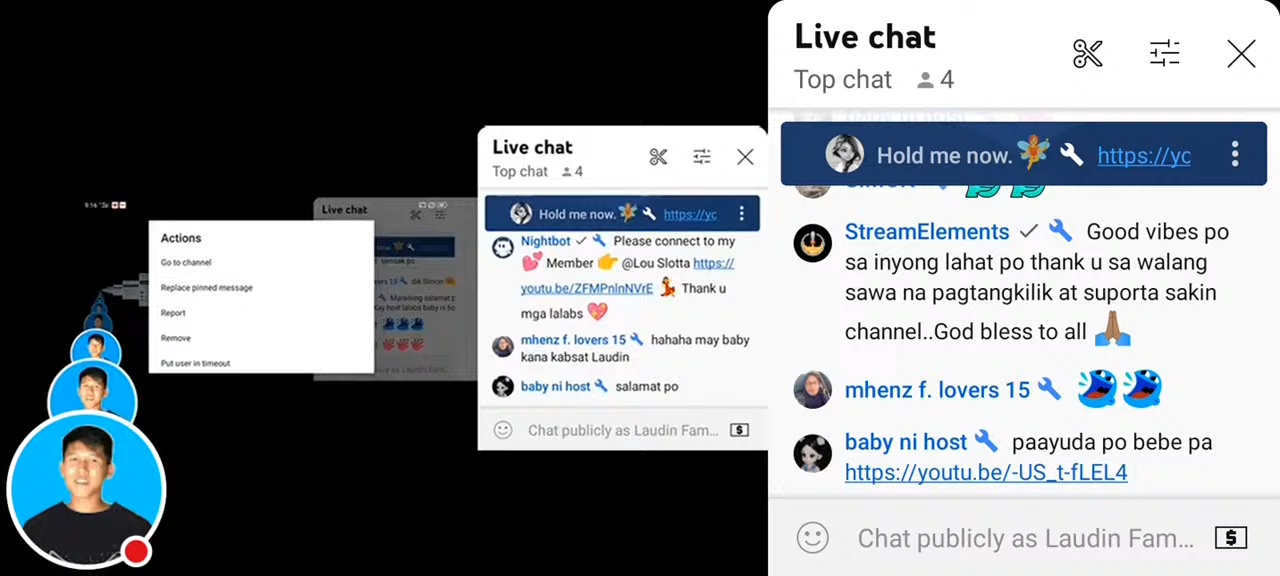 9:16
Actions
Go to channel
Replace pinned message
Report
Remove
Put user in timeout
Live chat
Live chat
Top chat 4
Hold me now. https://yc
Nightbot Please connect to my
Member @Lou Slotta https://
youtu.be/ZFMPnlnNVrE Thank u
mga lalabs
mhenz f. lovers 15 hahaha may baby
kana kabsat Laudin
baby ni host salamat po
Chat publicly as Laudin Fam...
Live chat
Top chat 4
Hold me now. https://yc
StreamElements Good vibes po
sa inyong lahat po thank u sa walang
sawa na pagtangkilik at suporta sakin
channel..God bless to all
mhenz f. lovers 15
baby ni host paayuda po bebe pa
https://youtu.be/-US_t-fLEL4
Chat publicly as Laudin Fam...